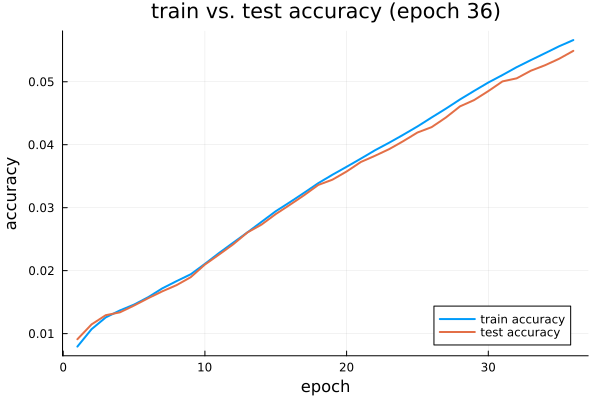 train vs. test accuracy (epoch 36)
accuracy
0.05
0.04
0.03
0.02
0.01
0 10 20 30
epoch
train accuracy
test accuracy